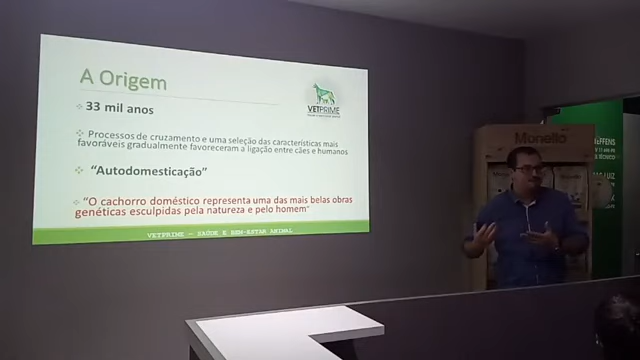 A Origem
33 mil anos
Processos de cruzamento e uma seleção das características mais
favoráveis gradualmente favoreceram a ligação entre cães e humanos
“Autodomesticação”
“O cachorro doméstico representa uma das mais belas obras
genéticas esculpidas pela natureza e pelo homem”
VETPRIME
VETPRIME — SAÚDE E BEM-ESTAR ANIMAL
Monello
EFFENS
LUIZ